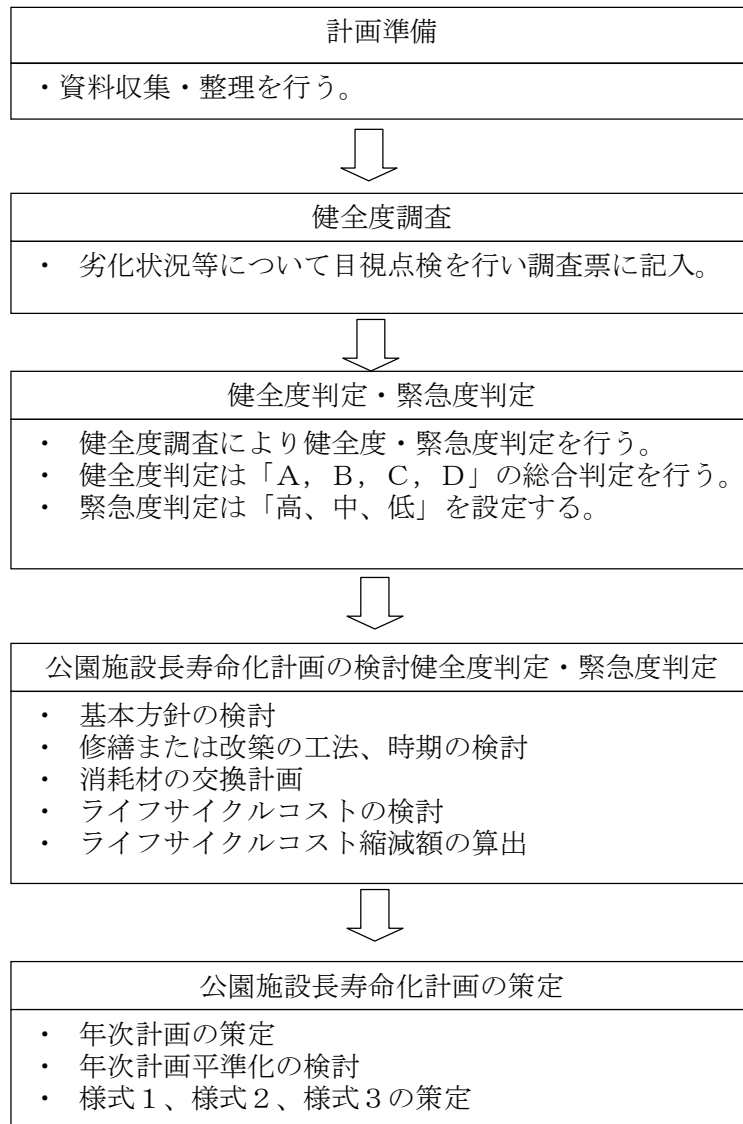 計画準備
・資料収集・整理を行う。
健全度調査
・ 劣化状況等について目視点検を行い調査票に記入。
健全度判定・緊急度判定
・ 健全度調査により健全度・緊急度判定を行う。
・ 健全度判定は「Ａ，Ｂ，Ｃ，Ｄ」の総合判定を行う。
・ 緊急度判定は「高、中、低」を設定する。
公園施設長寿命化計画の検討健全度判定・緊急度判定
・ 基本方針の検討
・ 修繕または改築の工法、時期の検討
・ 消耗材の交換計画
・ ライフサイクルコストの検討
・ ライフサイクルコスト縮減額の算出
公園施設長寿命化計画の策定
・ 年次計画の策定
・ 年次計画平準化の検討
・ 様式１、様式２、様式３の策定